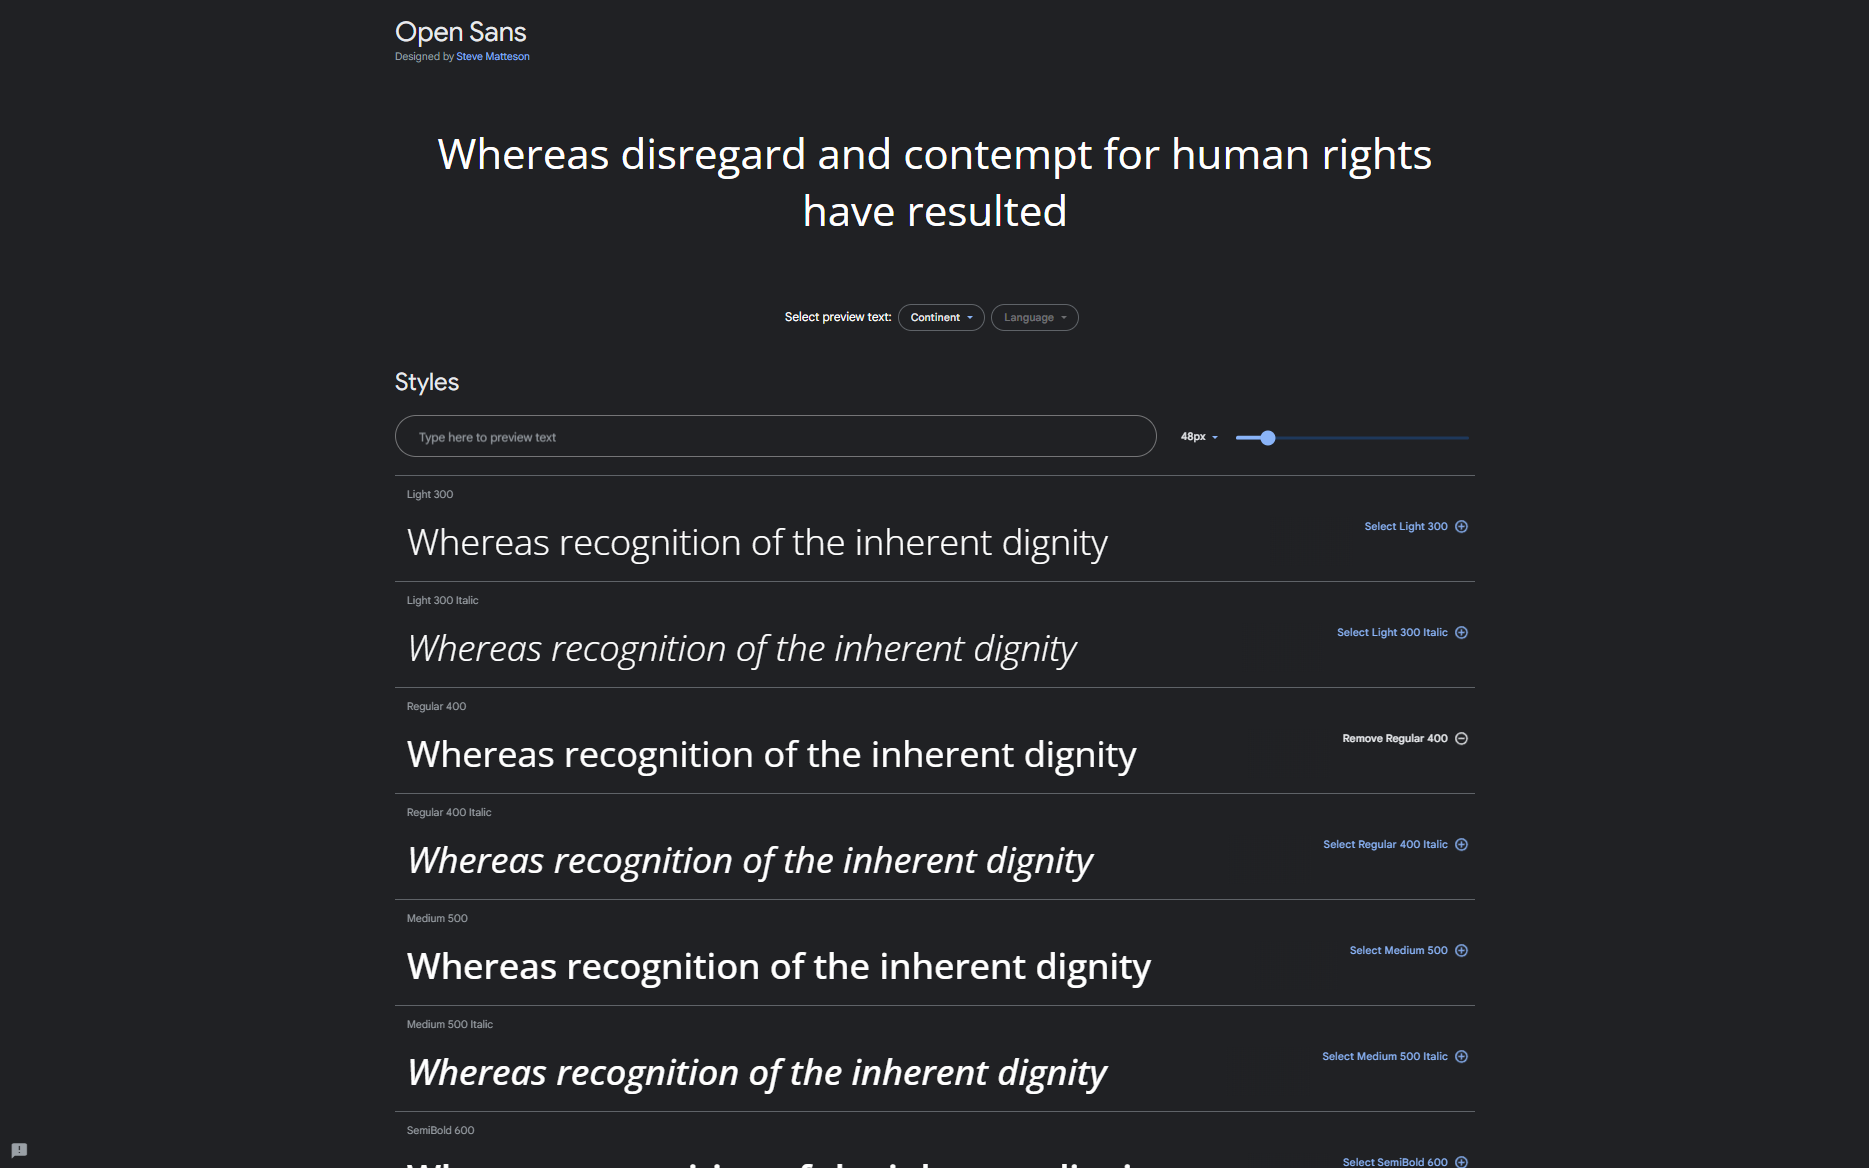 Open Sans
Designed by Steve Matteson
Whereas disregard and contempt for human rights
have resulted
Select preview text: Continent Language
Styles
Type here to preview text 48px
Light 300
Whereas recognition of the inherent dignity Select Light 300
Light 300 Italic
Whereas recognition of the inherent dignity Select Light 300 Italic
Regular 400
Whereas recognition of the inherent dignity Remove Regular 400
Regular 400 Italic
Whereas recognition of the inherent dignity Select Regular 400 Italic
Medium 500
Whereas recognition of the inherent dignity Select Medium 500
Medium 500 Italic
Whereas recognition of the inherent dignity Select Medium 500 Italic
SemiBold 600
Select SemiBold 600